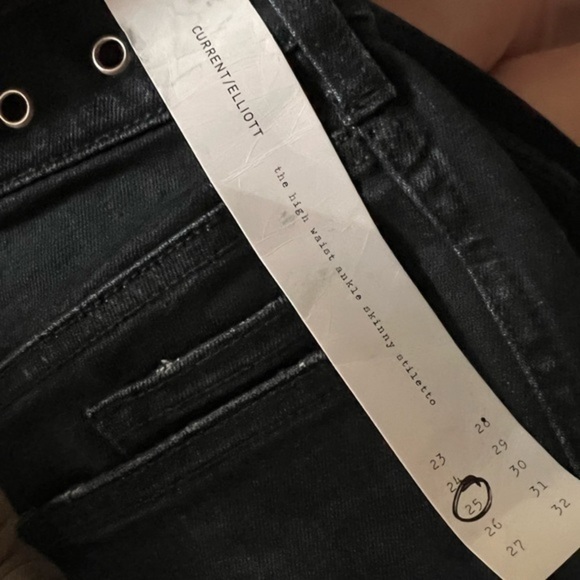 CURRENT/ELLIOTT
the high waist ankle skinny stiletto
23 28
24 29
25 30
26 31
27 32